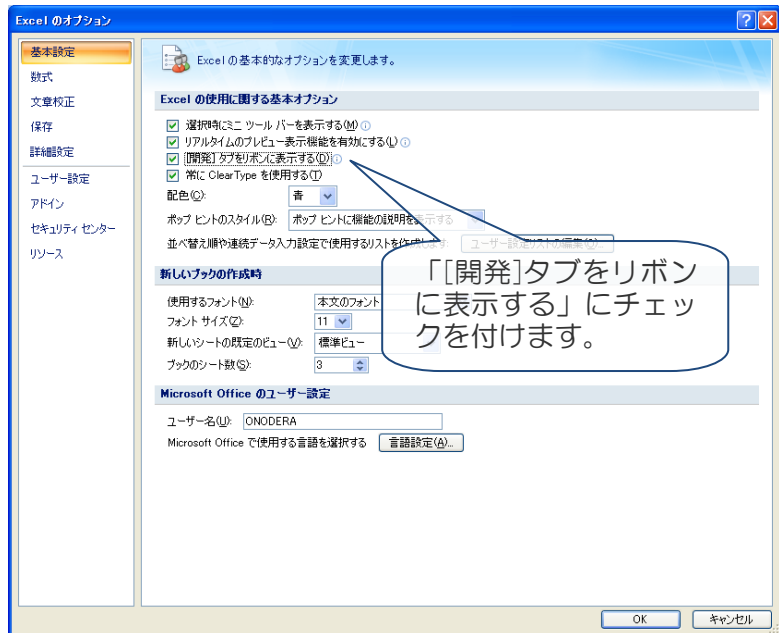 Excel のオプション
基本設定
数式
文章校正
保存
詳細設定
ユーザー設定
アドイン
セキュリティ センター
リソース
Excel の基本的なオプションを変更します。
Excel の使用に関する基本オプション
選択時にミニ ツール バーを表示する(M)
リアルタイムのプレビュー表示機能を有効にする(L)
[開発] タブをリボンに表示する(D)
常に ClearType を使用する(T)
配色(C): 青
ポップ ヒントのスタイル(R): ポップ ヒントに機能の説明を表示する
並べ替え順や連続データ入力設定で使用するリストを作成します: ユーザー設定リストの編集(O)...
「[開発]タブをリボン
に表示する」にチェッ
クを付けます。
新しいブックの作成時
使用するフォント(N): 本文のフォント
フォント サイズ(Z): 11
新しいシートの既定のビュー(V): 標準ビュー
ブックのシート数(S): 3
Microsoft Office のユーザー設定
ユーザー名(U): ONODERA
Microsoft Office で使用する言語を選択する 言語設定(A)...
OK キャンセル